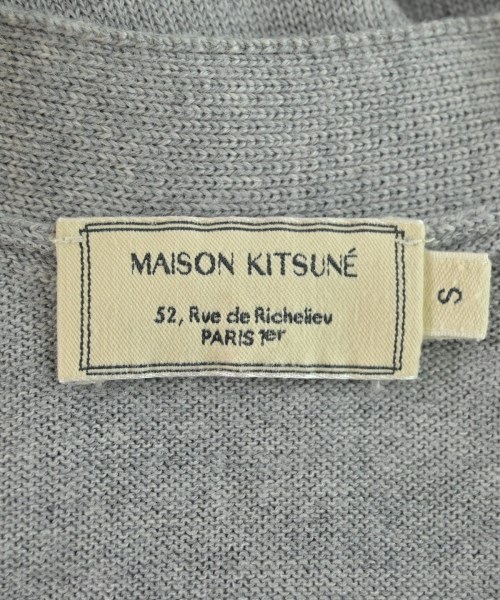 MAISON KITSUNÉ
52, Rue de Richelieu
PARIS 1er
S